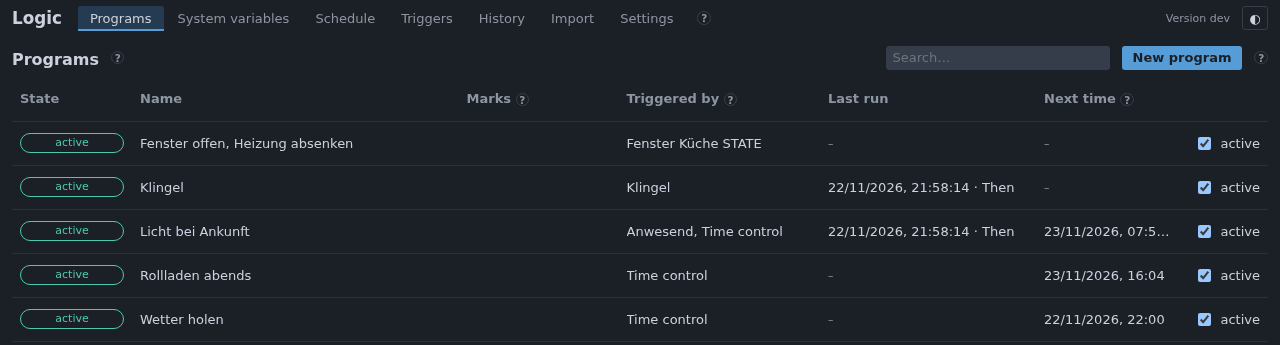 Logic Programs System variables Schedule Triggers History Import Settings ? Version dev
Programs ? Search... New program ?
State Name Marks ? Triggered by ? Last run Next time ?
active Fenster offen, Heizung absenken Fenster Küche STATE – – active
active Klingel Klingel 22/11/2026, 21:58:14 · Then – active
active Licht bei Ankunft Anwesend, Time control 22/11/2026, 21:58:14 · Then 23/11/2026, 07:5... active
active Rollladen abends Time control – 23/11/2026, 16:04 active
active Wetter holen Time control – 22/11/2026, 22:00 active